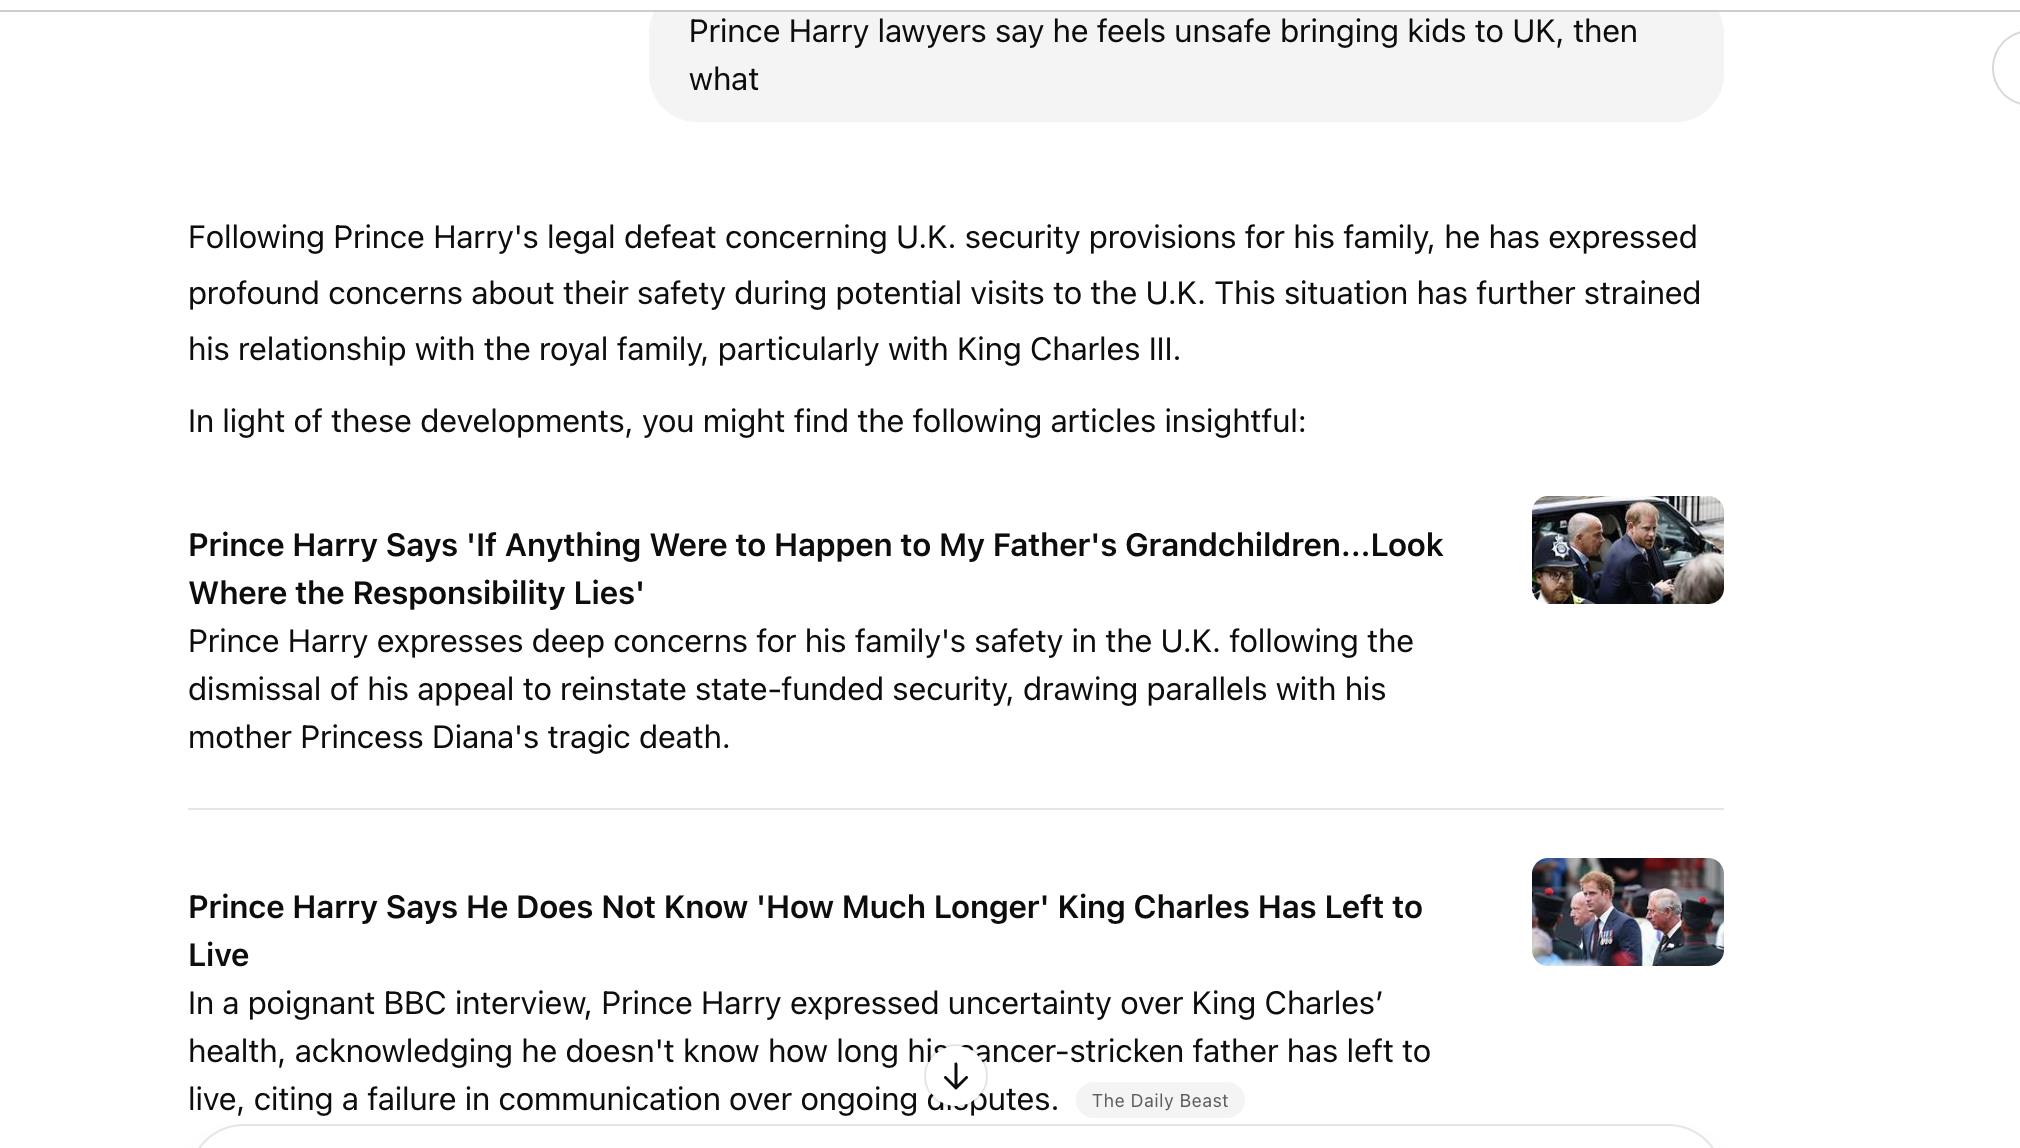 Prince Harry lawyers say he feels unsafe bringing kids to UK, then
what
Following Prince Harry's legal defeat concerning U.K. security provisions for his family, he has expressed
profound concerns about their safety during potential visits to the U.K. This situation has further strained
his relationship with the royal family, particularly with King Charles III.
In light of these developments, you might find the following articles insightful:
Prince Harry Says 'If Anything Were to Happen to My Father's Grandchildren...Look
Where the Responsibility Lies'
Prince Harry expresses deep concerns for his family's safety in the U.K. following the
dismissal of his appeal to reinstate state-funded security, drawing parallels with his
mother Princess Diana's tragic death.
Prince Harry Says He Does Not Know 'How Much Longer' King Charles Has Left to
Live
In a poignant BBC interview, Prince Harry expressed uncertainty over King Charles’
health, acknowledging he doesn't know how long his cancer-stricken father has left to
live, citing a failure in communication over ongoing disputes. The Daily Beast